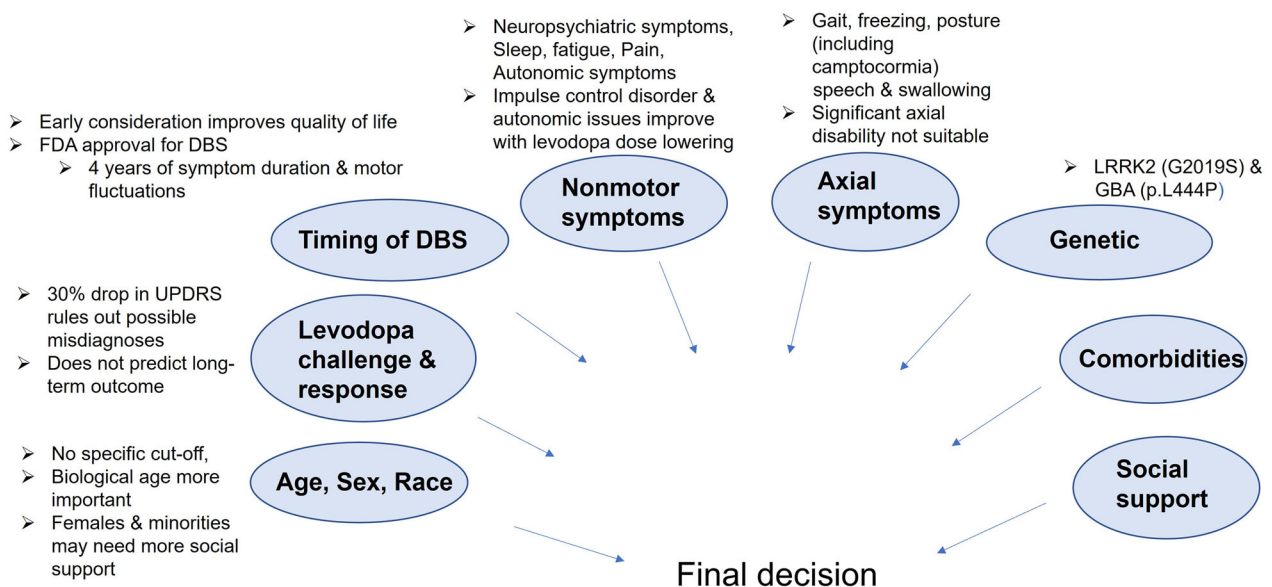 ➢ Neuropsychiatric symptoms,
Sleep, fatigue, Pain,
Autonomic symptoms
➢ Impulse control disorder &
autonomic issues improve
with levodopa dose lowering
➢ Gait, freezing, posture
(including
camptocormia)
speech & swallowing
➢ Significant axial
disability not suitable
➢ Early consideration improves quality of life
➢ FDA approval for DBS
➢ 4 years of symptom duration & motor
fluctuations
➢ LRRK2 (G2019S) &
GBA (p.L444P)
Nonmotor
symptoms
Axial
symptoms
Timing of DBS
Genetic
➢ 30% drop in UPDRS
rules out possible
misdiagnoses
➢ Does not predict long-
term outcome
Levodopa
challenge &
response
Comorbidities
➢ No specific cut-off,
➢ Biological age more
important
➢ Females & minorities
may need more social
support
Age, Sex, Race
Social
support
Final decision